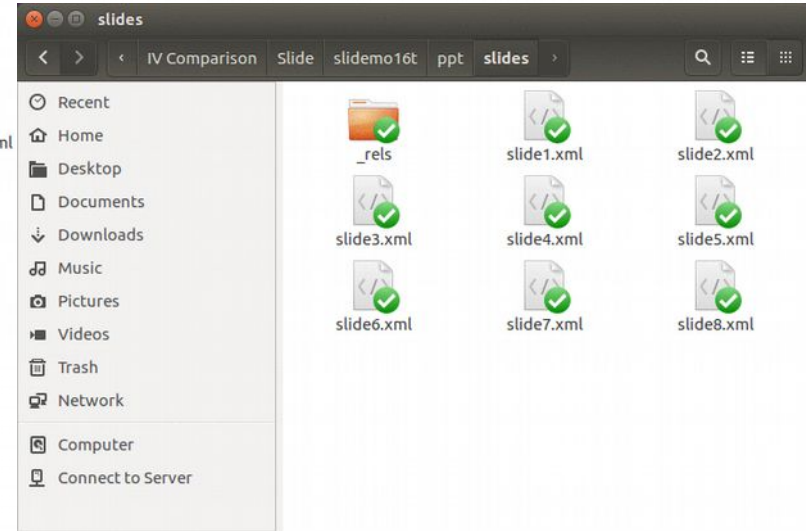 slides
IV Comparison Slide slidemo16t ppt slides
Recent
Home
Desktop
Documents
Downloads
Music
Pictures
Videos
Trash
Network
Computer
Connect to Server
_rels slide1.xml slide2.xml
slide3.xml slide4.xml slide5.xml
slide6.xml slide7.xml slide8.xml